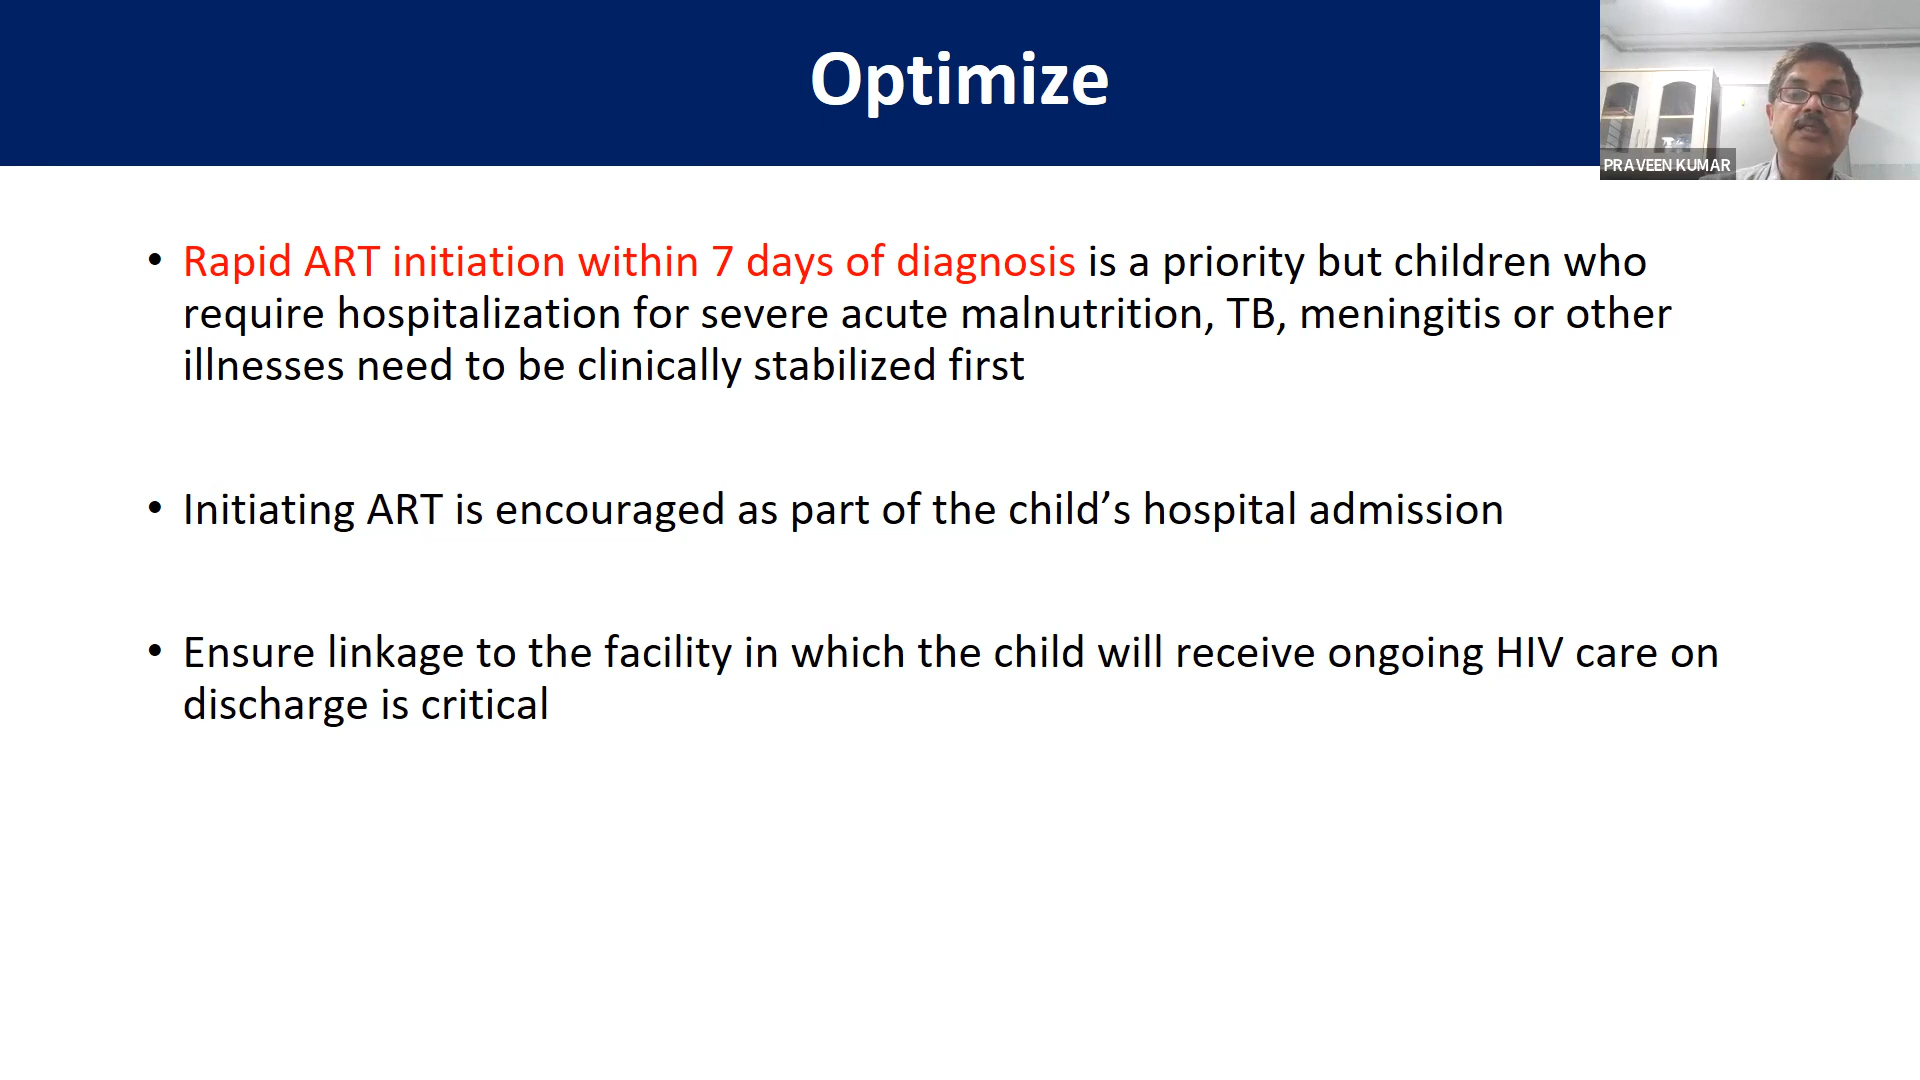 Optimize
PRAVEEN KUMAR
• Rapid ART initiation within 7 days of diagnosis is a priority but children who
require hospitalization for severe acute malnutrition, TB, meningitis or other
illnesses need to be clinically stabilized first
• Initiating ART is encouraged as part of the child’s hospital admission
• Ensure linkage to the facility in which the child will receive ongoing HIV care on
discharge is critical